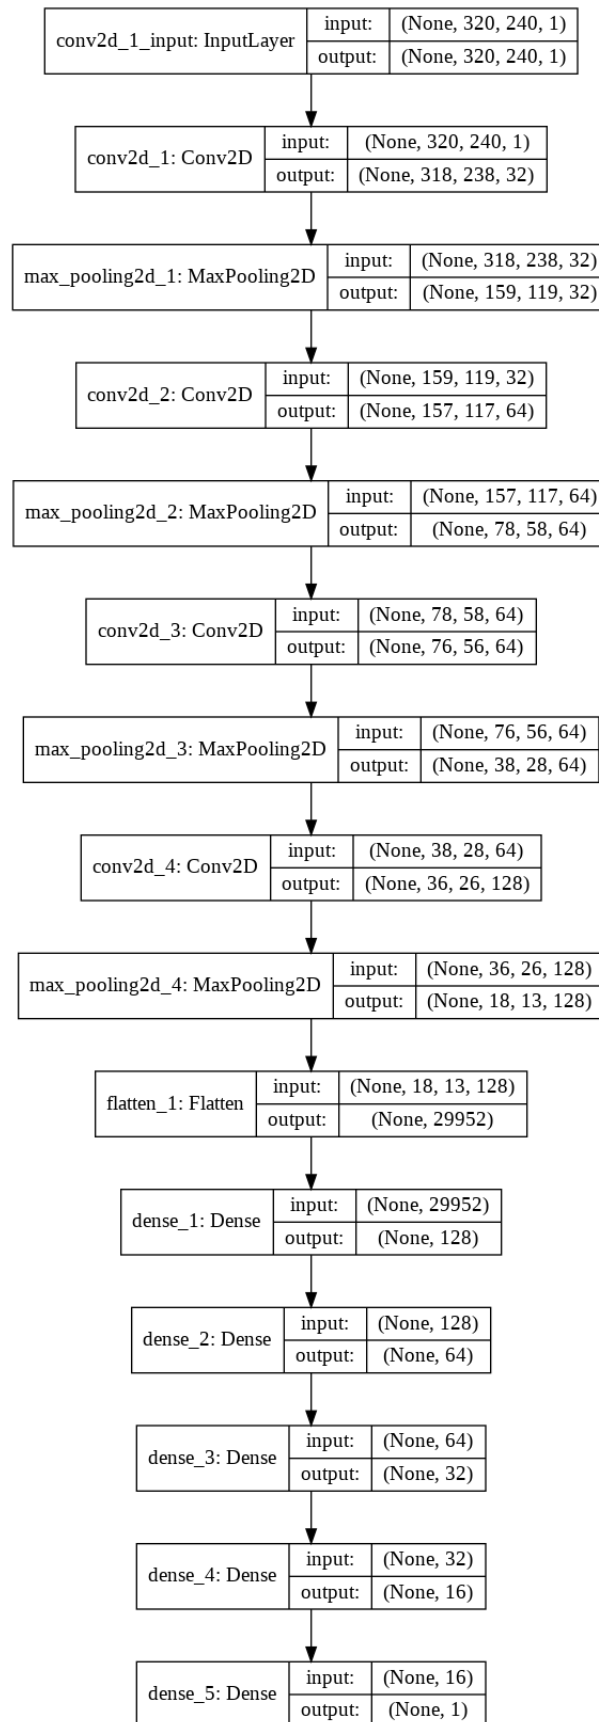 conv2d_1_input: InputLayer
input: (None, 320, 240, 1)
output: (None, 320, 240, 1)
conv2d_1: Conv2D
input: (None, 320, 240, 1)
output: (None, 318, 238, 32)
max_pooling2d_1: MaxPooling2D
input: (None, 318, 238, 32)
output: (None, 159, 119, 32)
conv2d_2: Conv2D
input: (None, 159, 119, 32)
output: (None, 157, 117, 64)
max_pooling2d_2: MaxPooling2D
input: (None, 157, 117, 64)
output: (None, 78, 58, 64)
conv2d_3: Conv2D
input: (None, 78, 58, 64)
output: (None, 76, 56, 64)
max_pooling2d_3: MaxPooling2D
input: (None, 76, 56, 64)
output: (None, 38, 28, 64)
conv2d_4: Conv2D
input: (None, 38, 28, 64)
output: (None, 36, 26, 128)
max_pooling2d_4: MaxPooling2D
input: (None, 36, 26, 128)
output: (None, 18, 13, 128)
flatten_1: Flatten
input: (None, 18, 13, 128)
output: (None, 29952)
dense_1: Dense
input: (None, 29952)
output: (None, 128)
dense_2: Dense
input: (None, 128)
output: (None, 64)
dense_3: Dense
input: (None, 64)
output: (None, 32)
dense_4: Dense
input: (None, 32)
output: (None, 16)
dense_5: Dense
input: (None, 16)
output: (None, 1)